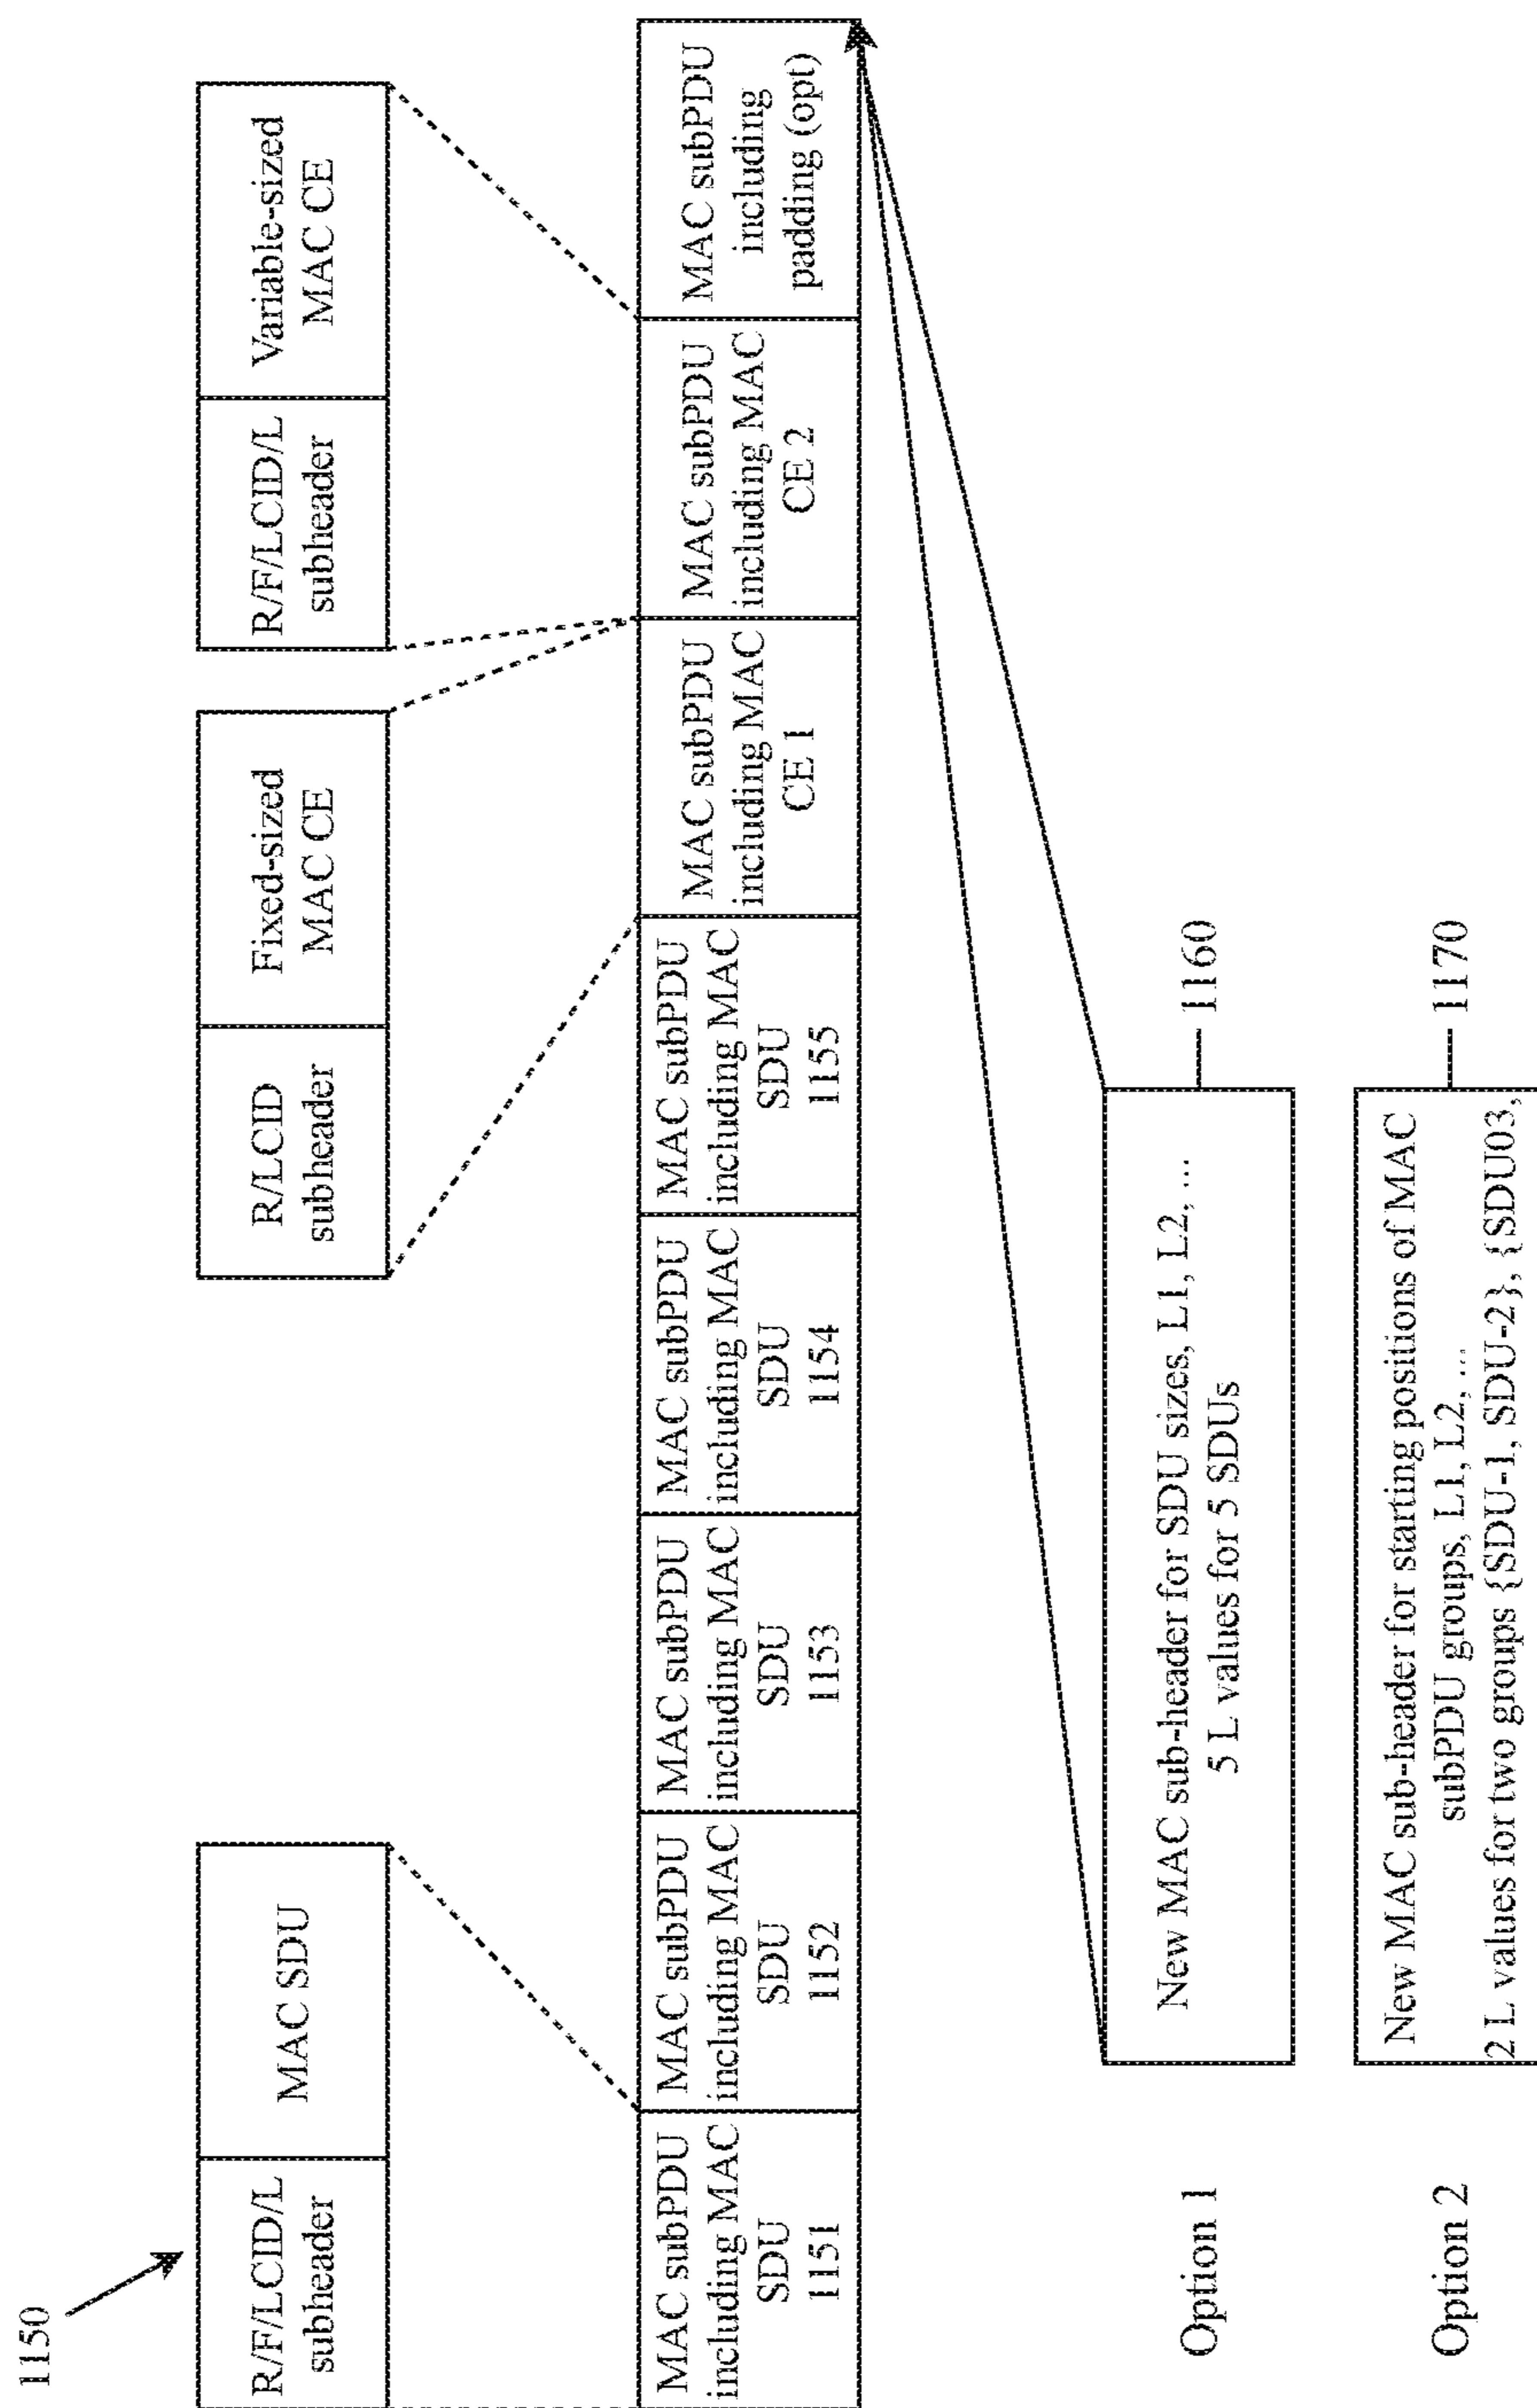 1150
R/F/LCID/L
subheader
MAC SDU
R/LCID
subheader
Fixed-sized
MAC CE
R/F/LCID/L
subheader
Variable-sized
MAC CE
MAC subPDU
including MAC
SDU
1151
MAC subPDU
including MAC
SDU
1152
MAC subPDU
including MAC
SDU
1153
MAC subPDU
including MAC
SDU
1154
MAC subPDU
including MAC
SDU
1155
MAC subPDU
including MAC
CE 1
MAC subPDU
including MAC
CE 2
MAC subPDU
including
padding (opt)
Option 1
New MAC sub-header for SDU sizes, L1, L2, ...
5 L values for 5 SDUs
1160
Option 2
New MAC sub-header for starting positions of MAC
subPDU groups, L1, L2, ...
2 L values for two groups {SDU-1, SDU-2}, {SDU03,
1170